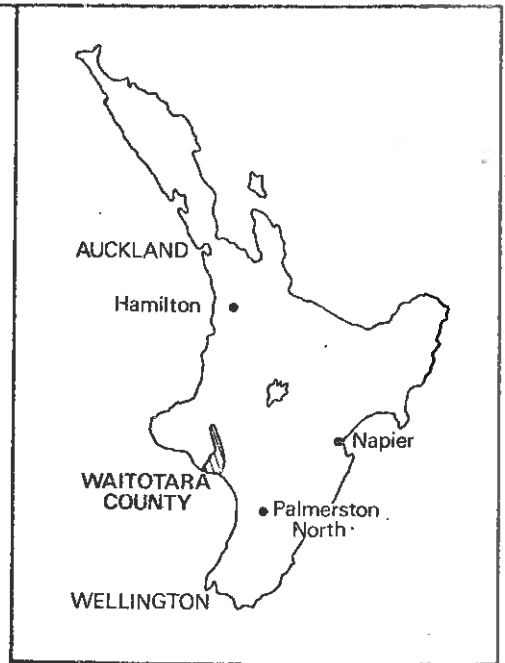 AUCKLAND
Hamilton
Napier
WAITOTARA
COUNTY
Palmerston
North
WELLINGTON